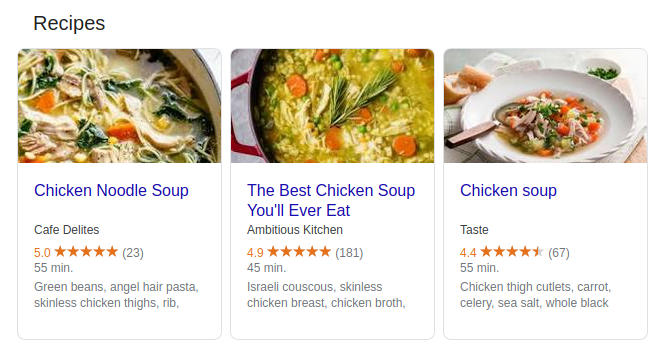 Recipes
Chicken Noodle Soup
Cafe Delites
5.0 ★★★★★ (23)
55 min.
Green beans, angel hair pasta,
skinless chicken thighs, rib,
The Best Chicken Soup
You'll Ever Eat
Ambitious Kitchen
4.9 ★★★★★ (181)
45 min.
Israeli couscous, skinless
chicken breast, chicken broth,
Chicken soup
Taste
4.4 ★★★★★ (67)
55 min.
Chicken thigh cutlets, carrot,
celery, sea salt, whole black